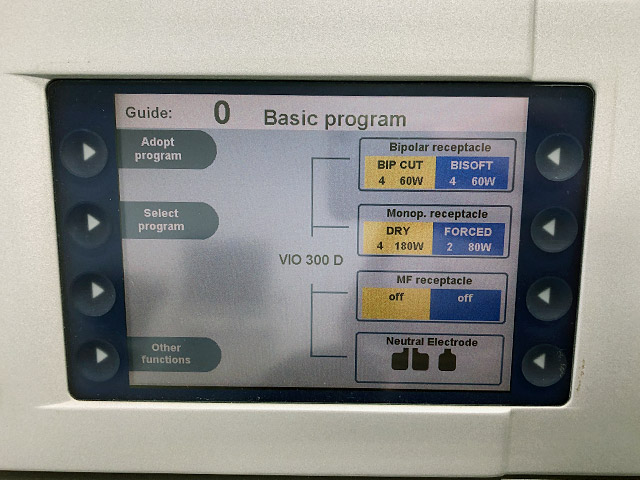 Guide: 0 Basic program
Adopt
program
Select
program
Other
functions
VIO 300 D
Bipolar receptacle
BIP CUT BISOFT
4 60W 4 60W
Monop. receptacle
DRY FORCED
4 180W 2 80W
MF receptacle
off off
Neutral Electrode